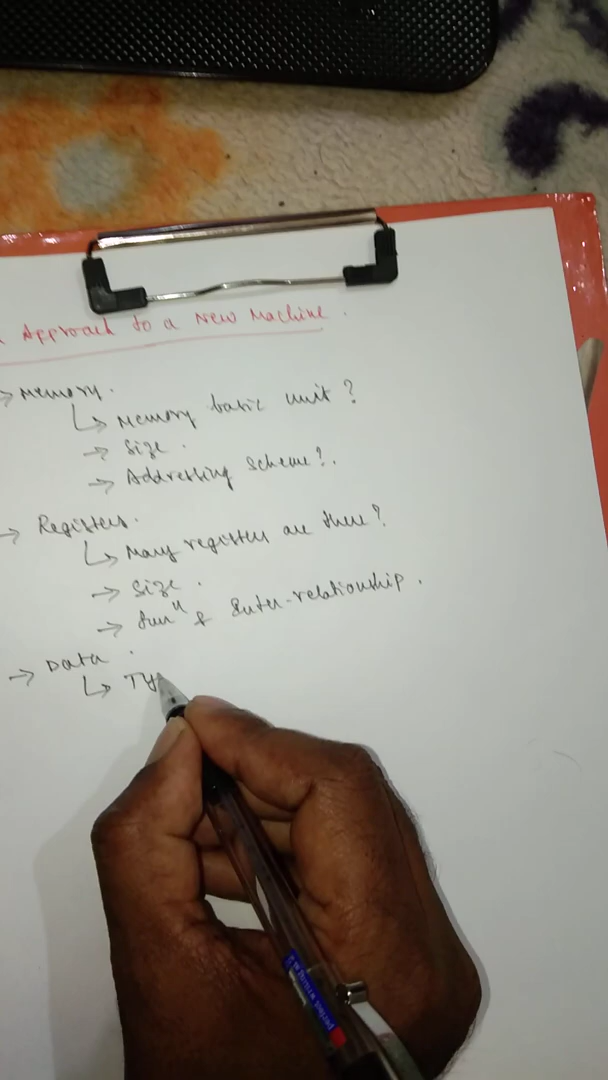 Approach to a New Machine.
→ Memory.
↳ Memory basic unit?
→ Size.
→ Addressing Scheme?.
→ Registers.
↳ Many registers are there?
→ Size.
→ funⁿ & Inter-relationship.
→ Data.
↳ Ty